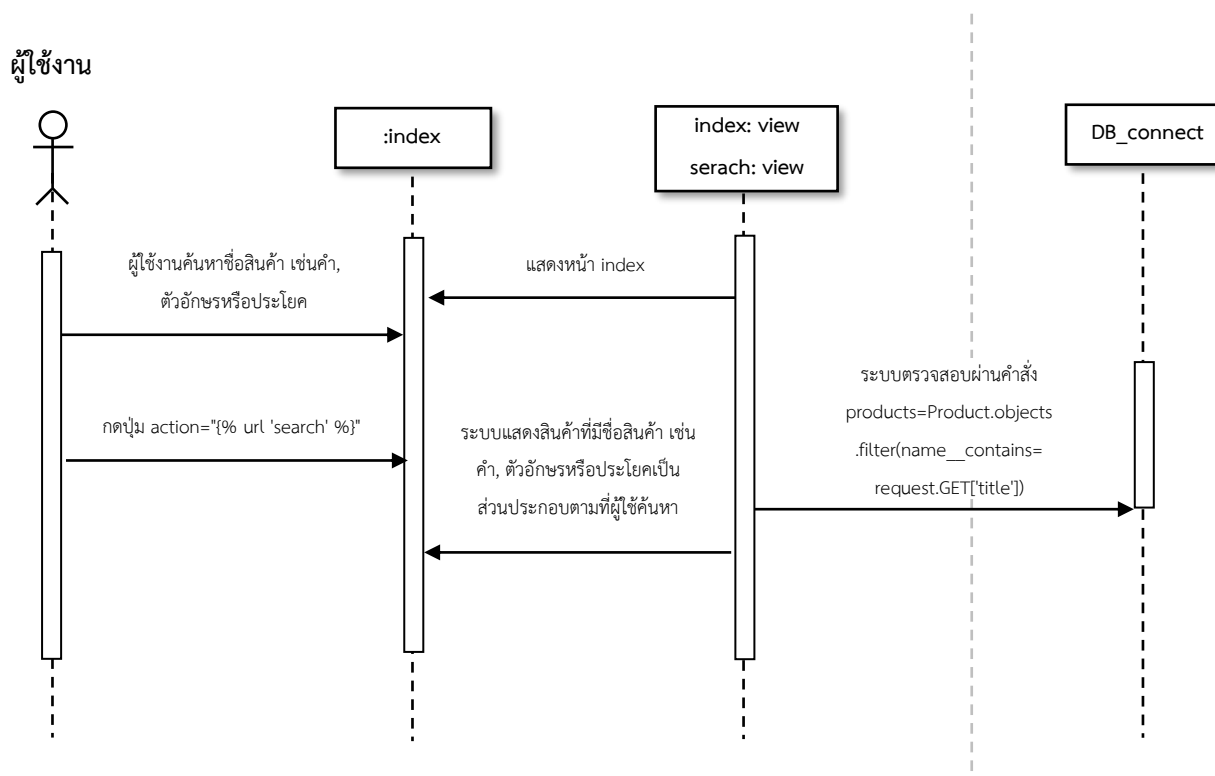 ผู้ใช้งาน
:index
index: view
serach: view
DB_connect
ผู้ใช้งานค้นหาชื่อสินค้า เช่นคำ,
ตัวอักษรหรือประโยค
แสดงหน้า index
กดปุ่ม action="{% url 'search' %}"
ระบบแสดงสินค้าที่มีชื่อสินค้า เช่น
คำ, ตัวอักษรหรือประโยคเป็น
ส่วนประกอบตามที่ผู้ใช้ค้นหา
ระบบตรวจสอบผ่านคำสั่ง
products=Product.objects
.filter(name__contains=
request.GET['title'])